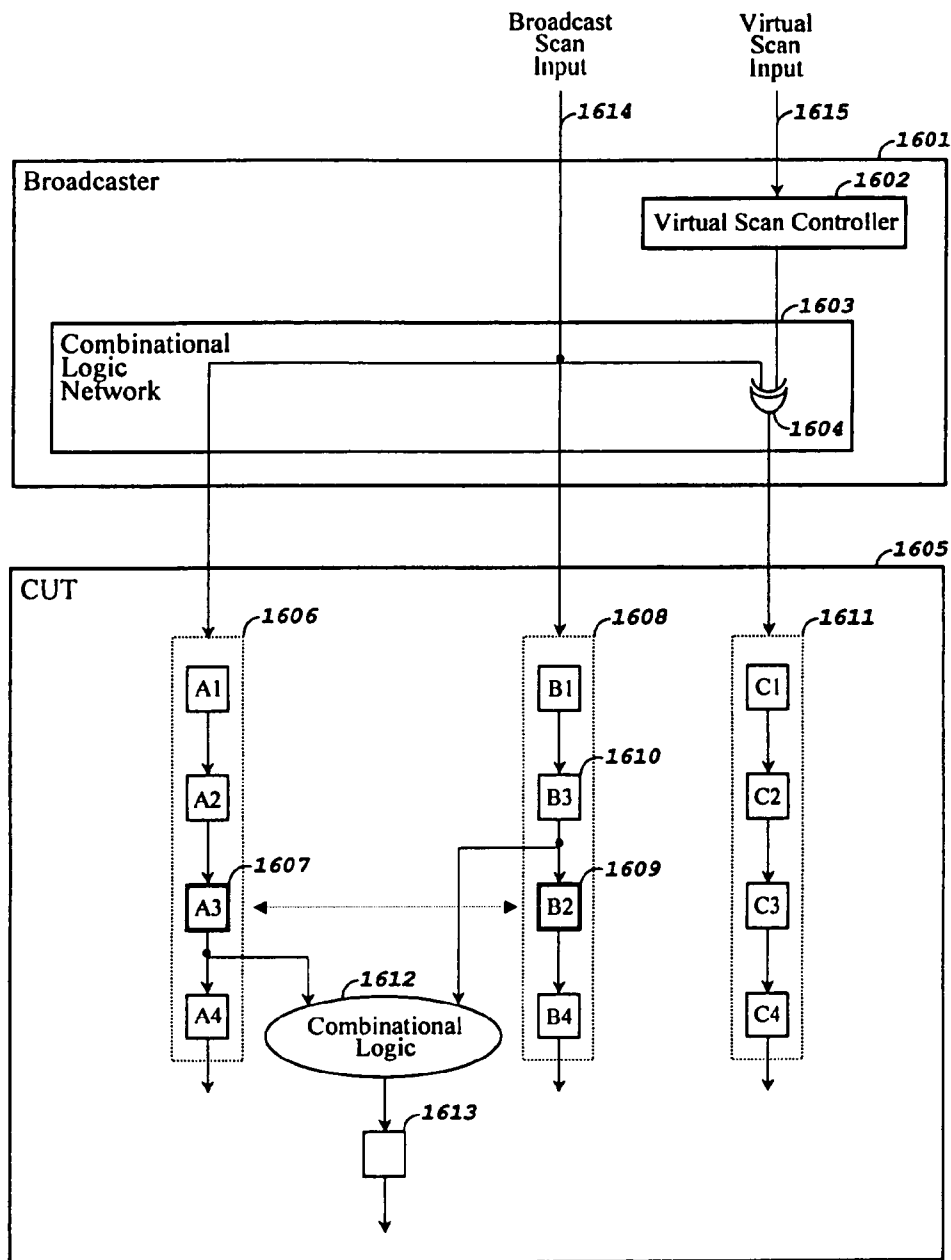 Broadcast
Scan
Input
Virtual
Scan
Input
1614
1615
1601
Broadcaster
1602
Virtual Scan Controller
1603
Combinational
Logic
Network
1604
1605
CUT
1606
1608
1611
A1
B1
C1
1610
A2
B3
C2
1607
1609
A3
B2
C3
1612
A4
Combinational
Logic
B4
C4
1613